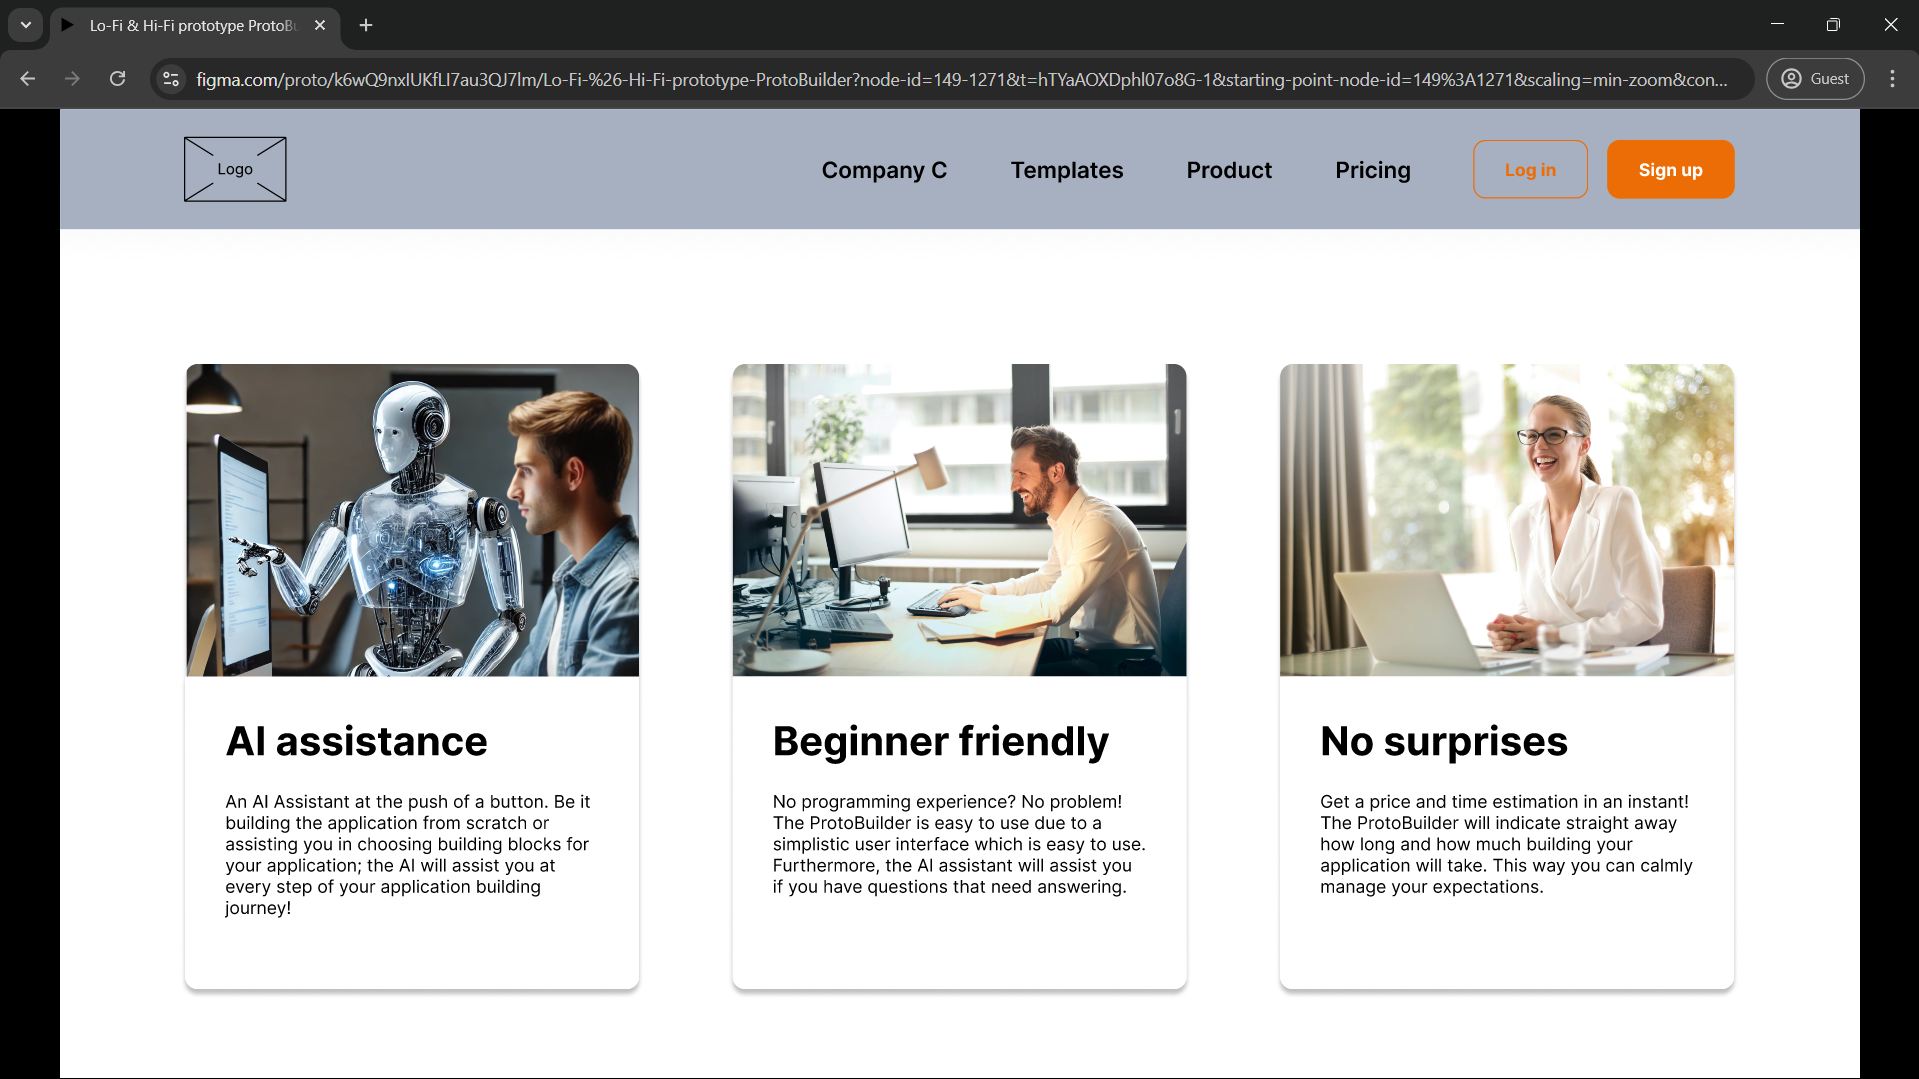 Lo-Fi & Hi-Fi prototype ProtoBu
figma.com/proto/k6wQ9nxIUKfLI7au3QJ7lm/Lo-Fi-%26-Hi-Fi-prototype-ProtoBuilder?node-id=149-1271&t=hTYaAOXDphl07o8G-1&starting-point-node-id=149%3A1271&scaling=min-zoom&con...
Guest
Logo
Company C
Templates
Product
Pricing
Log in
Sign up
AI assistance
An AI Assistant at the push of a button. Be it
building the application from scratch or
assisting you in choosing building blocks for
your application; the AI will assist you at
every step of your application building
journey!
Beginner friendly
No programming experience? No problem!
The ProtoBuilder is easy to use due to a
simplistic user interface which is easy to use.
Furthermore, the AI assistant will assist you
if you have questions that need answering.
No surprises
Get a price and time estimation in an instant!
The ProtoBuilder will indicate straight away
how long and how much building your
application will take. This way you can calmly
manage your expectations.